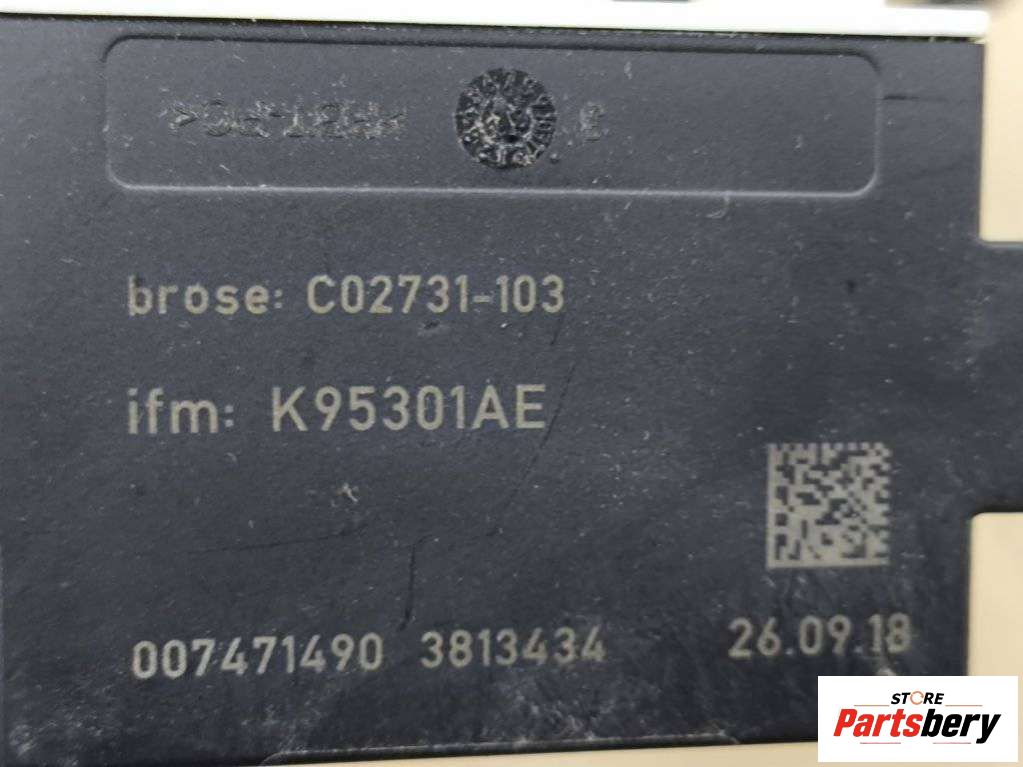 brose: C02731-103
ifm: K95301AE
007471490 3813434 26.09.18
STORE
Partsbery